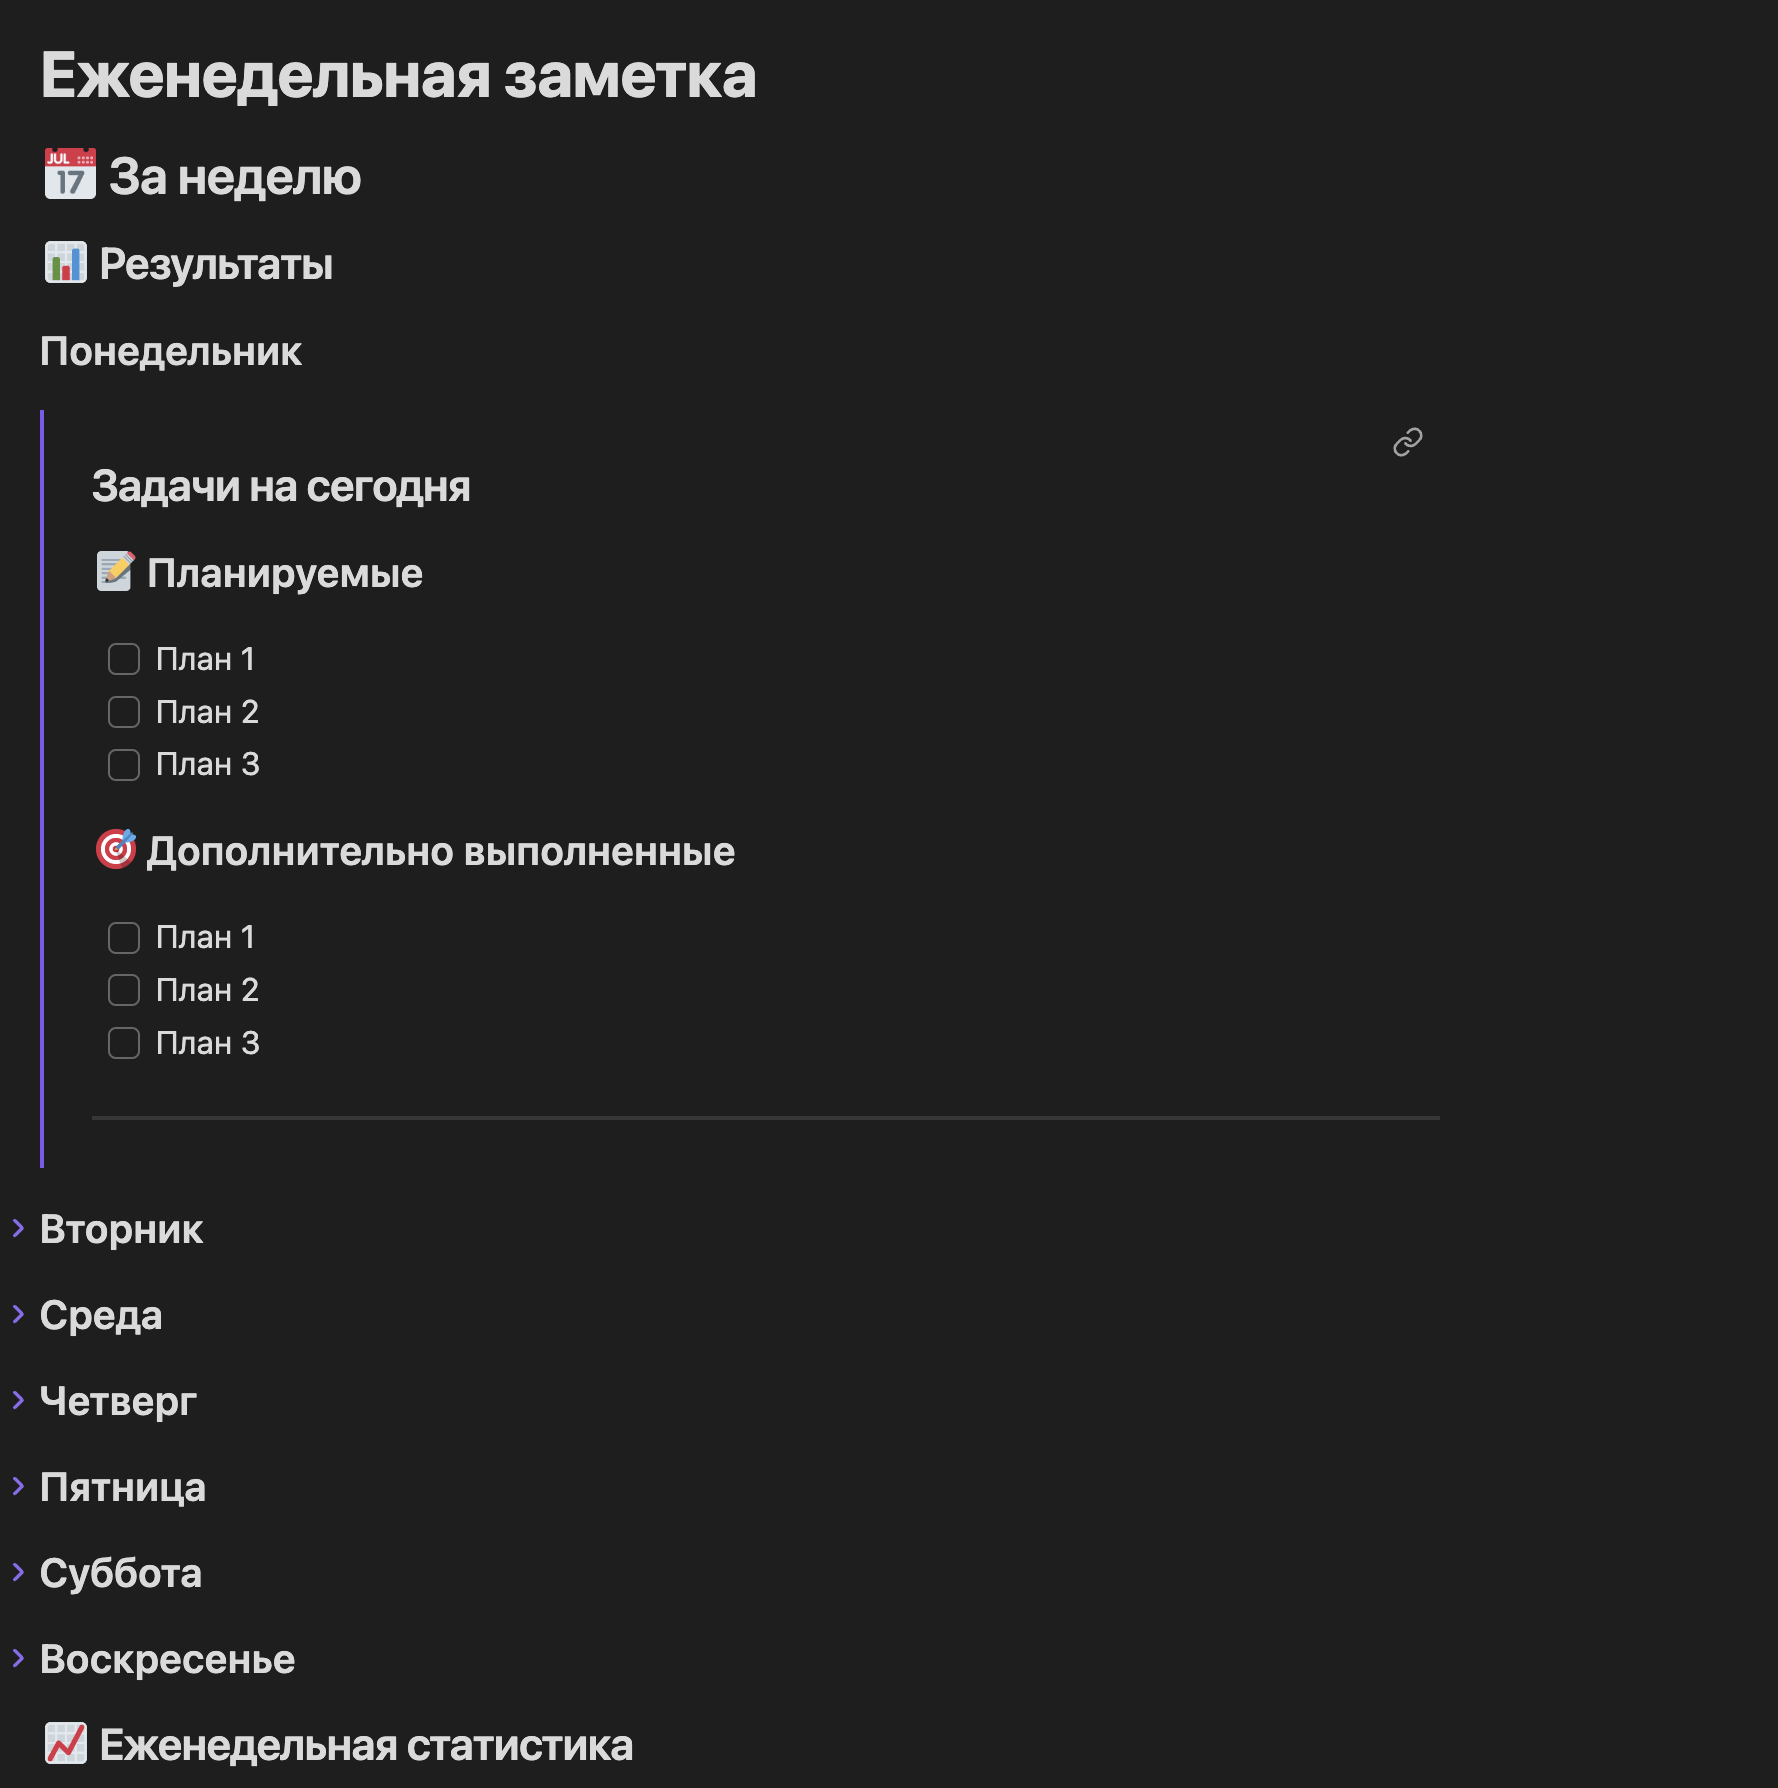 Еженедельная заметка
JUL 17 За неделю
Результаты
Понедельник
Задачи на сегодня
Планируемые
План 1
План 2
План 3
Дополнительно выполненные
План 1
План 2
План 3
Вторник
Среда
Четверг
Пятница
Суббота
Воскресенье
Еженедельная статистика